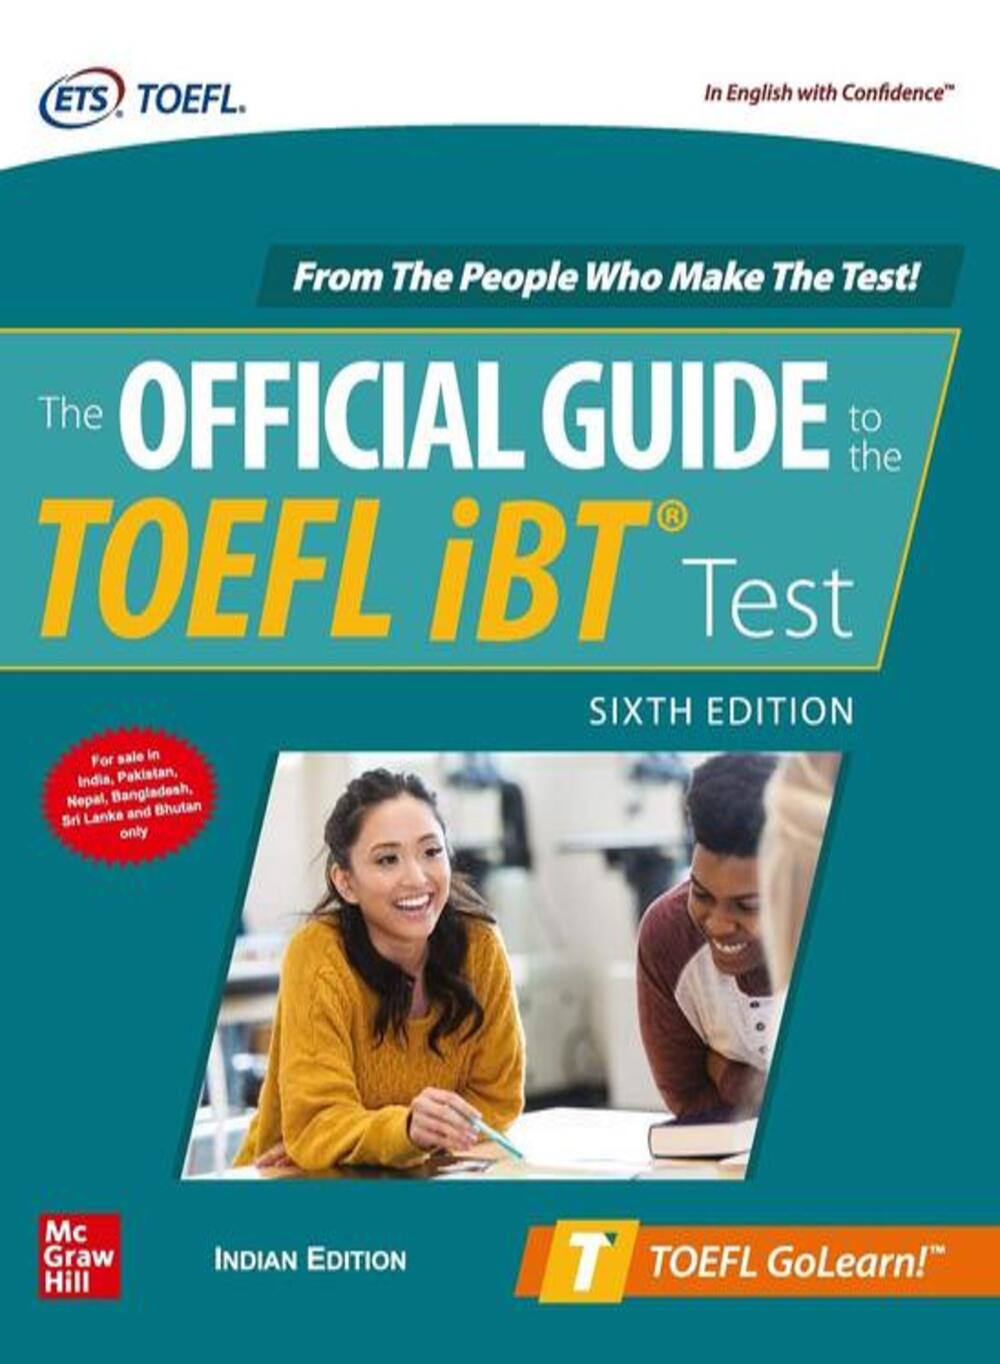 ETS® TOEFL®
In English with Confidence™
From The People Who Make The Test!
The OFFICIAL GUIDE to the
TOEFL iBT® Test
SIXTH EDITION
For sale in
India, Pakistan,
Nepal, Bangladesh,
Sri Lanka and Bhutan
only
Mc
Graw
Hill
INDIAN EDITION
T TOEFL GoLearn!™